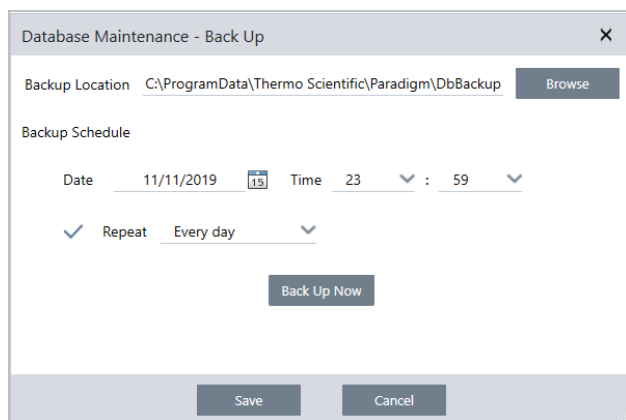 Database Maintenance - Back Up
Backup Location C:\ProgramData\Thermo Scientific\Paradigm\DbBackup Browse
Backup Schedule
Date 11/11/2019 15 Time 23 : 59
Repeat Every day
Back Up Now
Save Cancel